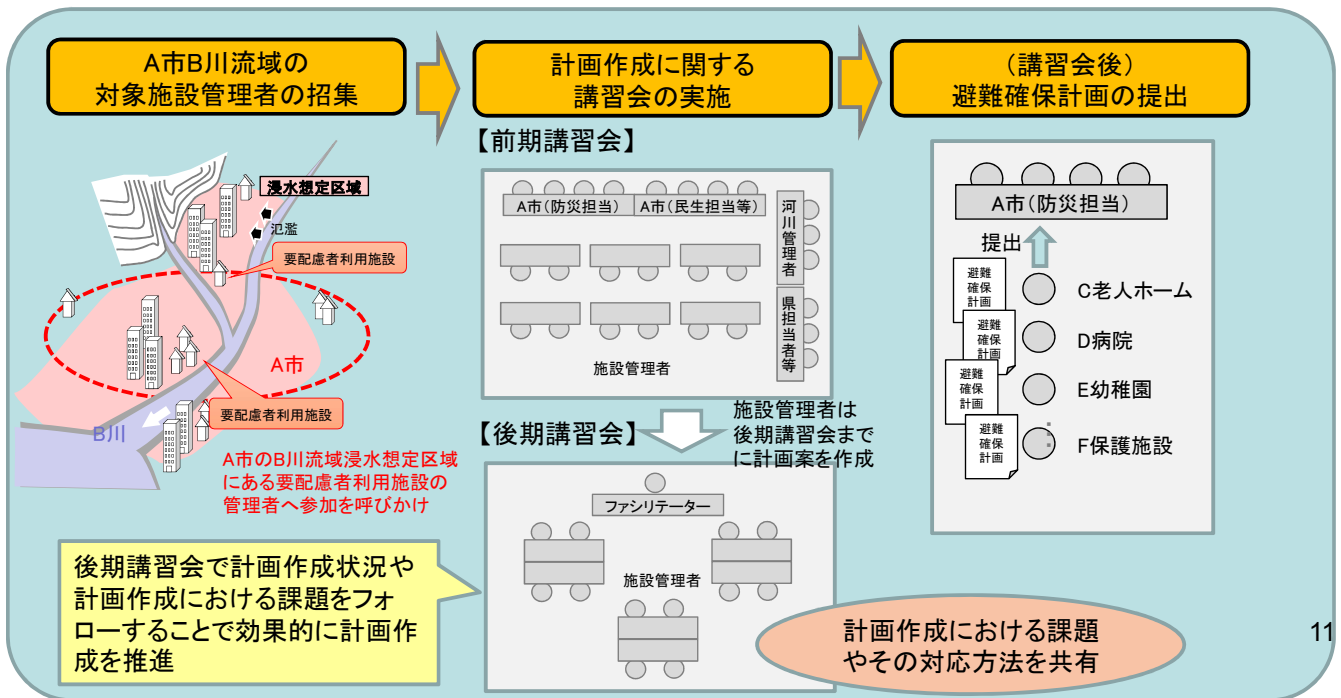 A市B川流域の
対象施設管理者の招集
計画作成に関する
講習会の実施
(講習会後)
避難確保計画の提出
浸水想定区域
氾濫
要配慮者利用施設
A市
要配慮者利用施設
B川
A市のB川流域浸水想定区域
にある要配慮者利用施設の
管理者へ参加を呼びかけ
【前期講習会】
A市(防災担当)
A市(民生担当等)
河川管理者
県担当者等
施設管理者
【後期講習会】
施設管理者は
後期講習会まで
に計画案を作成
ファシリテーター
施設管理者
後期講習会で計画作成状況や
計画作成における課題をフォ
ローすることで効果的に計画作
成を推進
計画作成における課題
やその対応方法を共有
A市(防災担当)
提出
避難
確保
計画
C老人ホーム
避難
確保
計画
D病院
避難
確保
計画
E幼稚園
避難
確保
計画
F保護施設
11